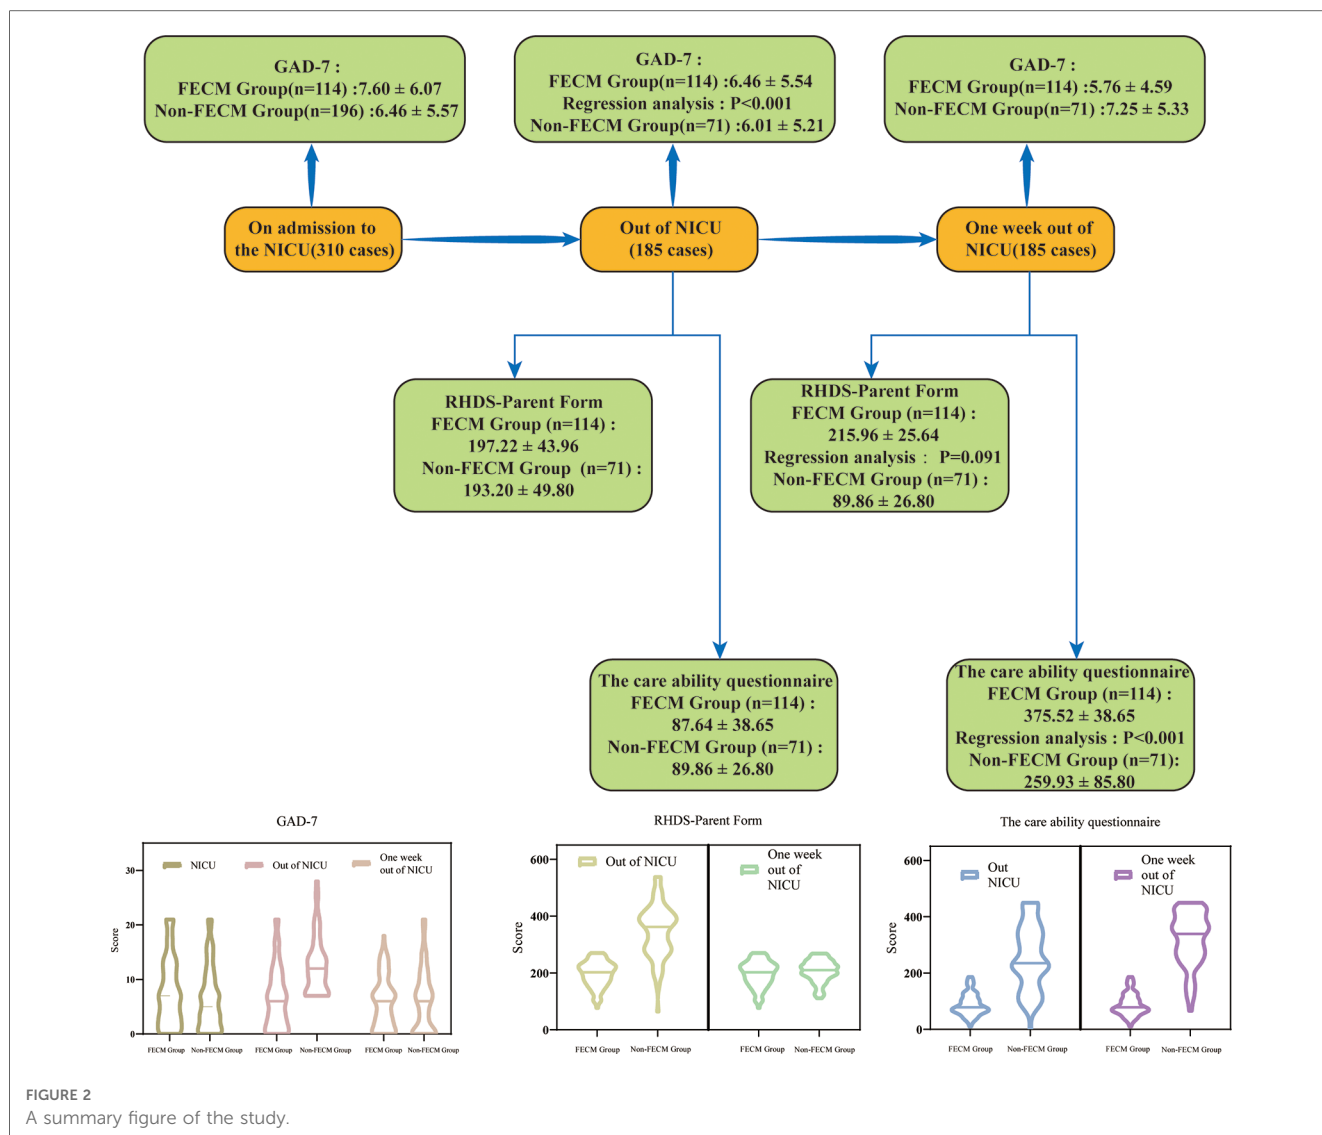 GAD-7 :
FECM Group(n=114) :7.60 ± 6.07
Non-FECM Group(n=196) :6.46 ± 5.57
GAD-7 :
FECM Group(n=114) :6.46 ± 5.54
Regression analysis : P<0.001
Non-FECM Group(n=71) :6.01 ± 5.21
GAD-7 :
FECM Group(n=114) :5.76 ± 4.59
Non-FECM Group(n=71) :7.25 ± 5.33
On admission to
the NICU(310 cases)
Out of NICU
(185 cases)
One week out of
NICU(185 cases)
RHDS-Parent Form
FECM Group (n=114) :
197.22 ± 43.96
Non-FECM Group (n=71) :
193.20 ± 49.80
RHDS-Parent Form
FECM Group (n=114) :
215.96 ± 25.64
Regression analysis : P=0.091
Non-FECM Group (n=71) :
89.86 ± 26.80
The care ability questionnaire
FECM Group (n=114) :
87.64 ± 38.65
Non-FECM Group (n=71) :
89.86 ± 26.80
The care ability questionnaire
FECM Group (n=114) :
375.52 ± 38.65
Regression analysis : P<0.001
Non-FECM Group (n=71):
259.93 ± 85.80
GAD-7
NICU
Out of NICU
One week
out of NICU
Score
30
20
10
0
FECM Group
Non-FECM Group
FECM Group
Non-FECM Group
FECM Group
Non-FECM Group
RHDS-Parent Form
Out of NICU
One week
out of
NICU
Score
600
400
200
0
FECM Group
Non-FECM Group
FECM Group
Non-FECM Group
The care ability questionnaire
Out
NICU
One week
out of
NICU
Score
600
400
200
0
FECM Group
Non-FECM Group
FECM Group
Non-FECM Group
FIGURE 2
A summary figure of the study.